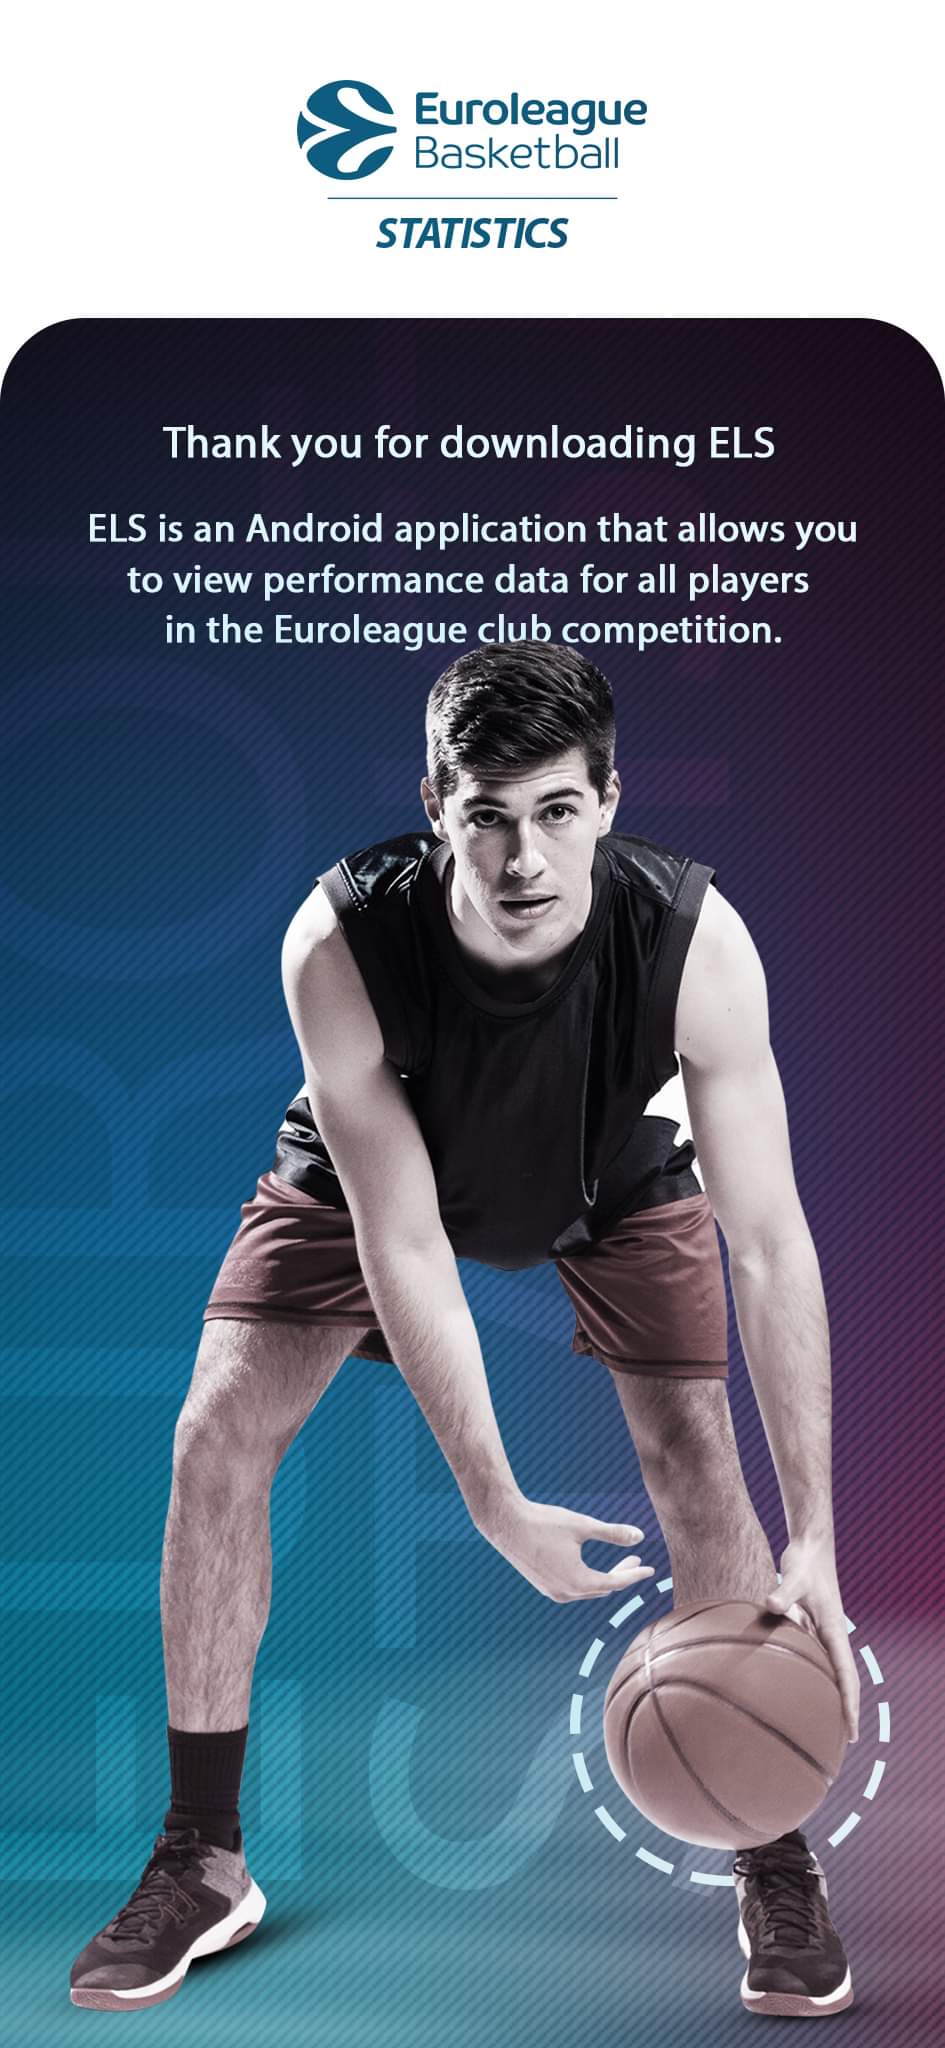 Euroleague
Basketball
STATISTICS
Thank you for downloading ELS
ELS is an Android application that allows you
to view performance data for all players
in the Euroleague club competition.